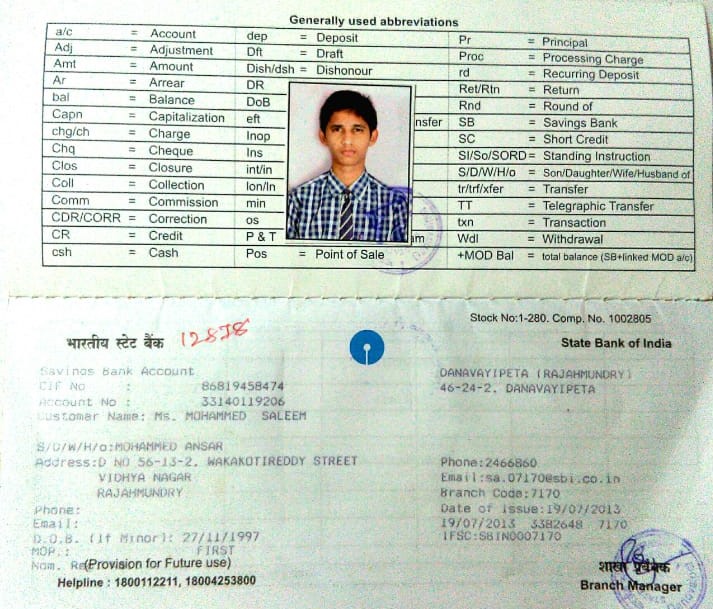 Generally used abbreviations
a/c = Account dep = Deposit Pr = Principal
Adj = Adjustment Dft = Draft Proc = Processing Charge
Amt = Amount Dish/dsh = Dishonour rd = Recurring Deposit
Ar = Arrear DR Ret/Rtn = Return
bal = Balance DoB Rnd = Round of
Capn = Capitalization eft nsfer SB = Savings Bank
chg/ch = Charge Inop SC = Short Credit
Chq = Cheque Ins SI/So/SORD = Standing Instruction
Clos = Closure int/in S/D/W/H/o = Son/Daughter/Wife/Husband of
Coll = Collection Ion/In tr/trf/xfer = Transfer
Comm = Commission min TT = Telegraphic Transfer
CDR/CORR = Correction os txn = Transaction
CR = Credit P & T am Wdl = Withdrawal
csh = Cash Pos = Point of Sale +MOD Bal = total balance (SB+linked MOD a/c)
Stock No:1-280. Comp. No. 1002805
भारतीय स्टेट बैंक State Bank of India
Savings Bank Account DANAVAYIPETA (RAJAHMUNDRY)
CIF No : 86819458474 46-24-2, DANAVAYIPETA
Account No : 33140119206
Customer Name: Ms. MOHAMMED SALEEM
S/D/W/H/o:MOHAMMED ANSAR
Address:D NO 56-13-2, WAKAKOTIREDDY STREET Phone:2466860
VIDHYA NAGAR Email:sa.07170@sbi.co.in
RAJAHMUNDRY Branch Code:7170
Phone: Date of Issue:19/07/2013
Email: 19/07/2013 3382648 7170
D.O.B. (If Minor): 27/11/1997 IFSC:SBIN0007170
MOP.: FIRST
Nom. Re (Provision for Future use) शाखा प्रबंधक
Helpline : 1800112211, 18004253800 Branch Manager